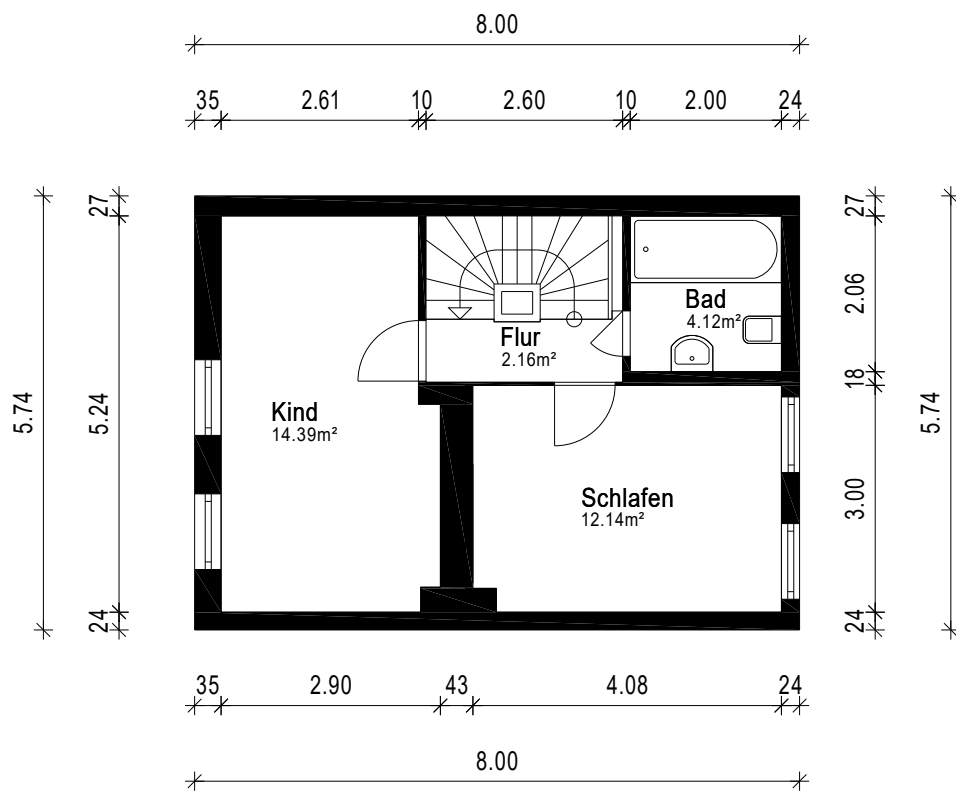 8.00
35 2.61 10 2.60 10 2.00 24
27 27
Bad
4.12m²
2.06
Flur
2.16m²
18
5.74 5.24 5.74
Kind
14.39m²
Schlafen
12.14m²
3.00
24 24
35 2.90 43 4.08 24
8.00